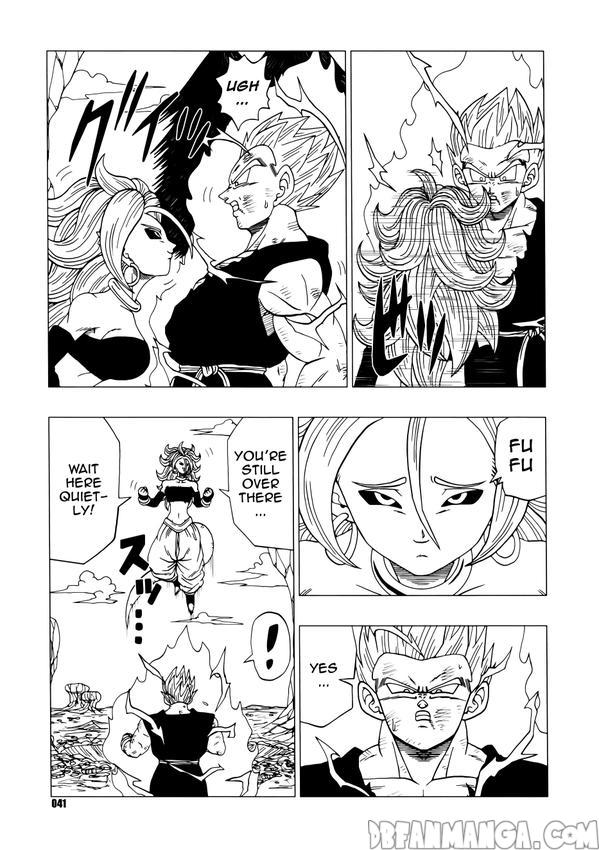 UGH
...
グイッ
FU
FU
YES
...
YOU'RE
STILL
OVER
THERE
...
WAIT
HERE
QUIET-
LY!
スッ...
!
041
DBFANMANGA.COM